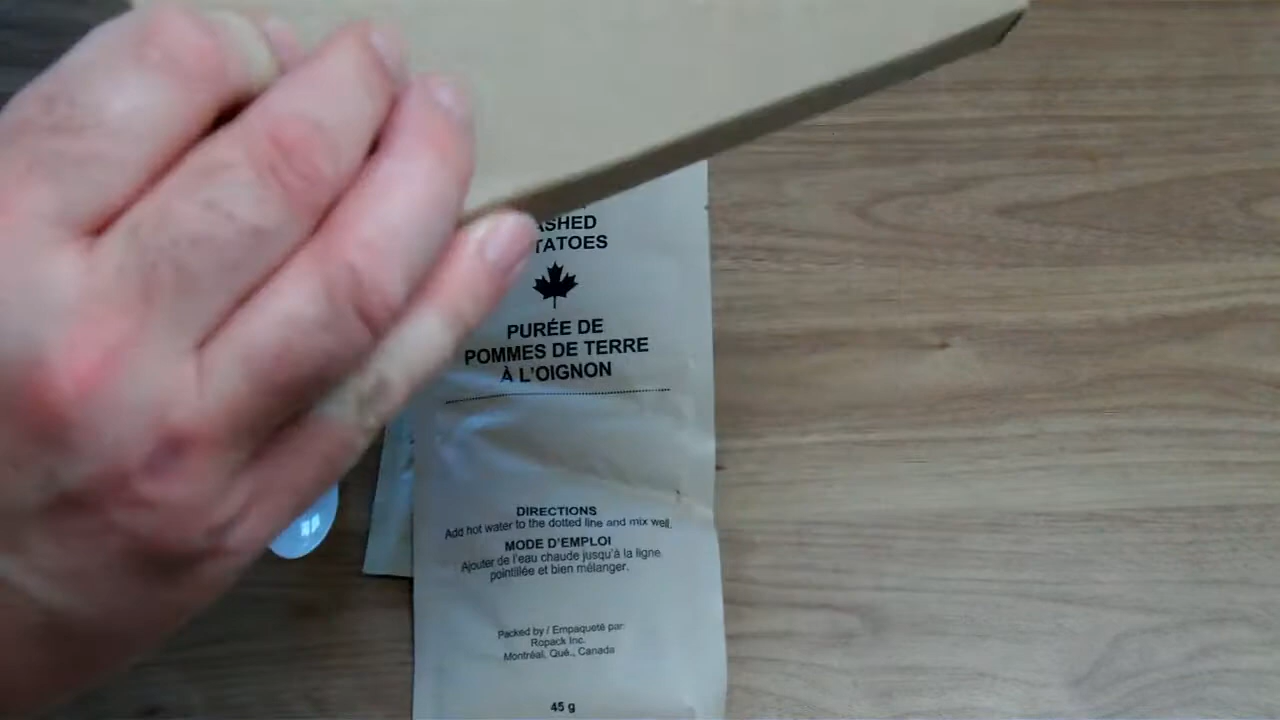 ASHED
TATOES
PURÉE DE
POMMES DE TERRE
À L'OIGNON
DIRECTIONS
Add hot water to the dotted line and mix well.
MODE D'EMPLOI
Ajouter de l'eau chaude jusqu'à la ligne
pointillée et bien mélanger.
Packed by / Empaqueté par:
Ropack Inc.
Montréal, Qué., Canada
45 g